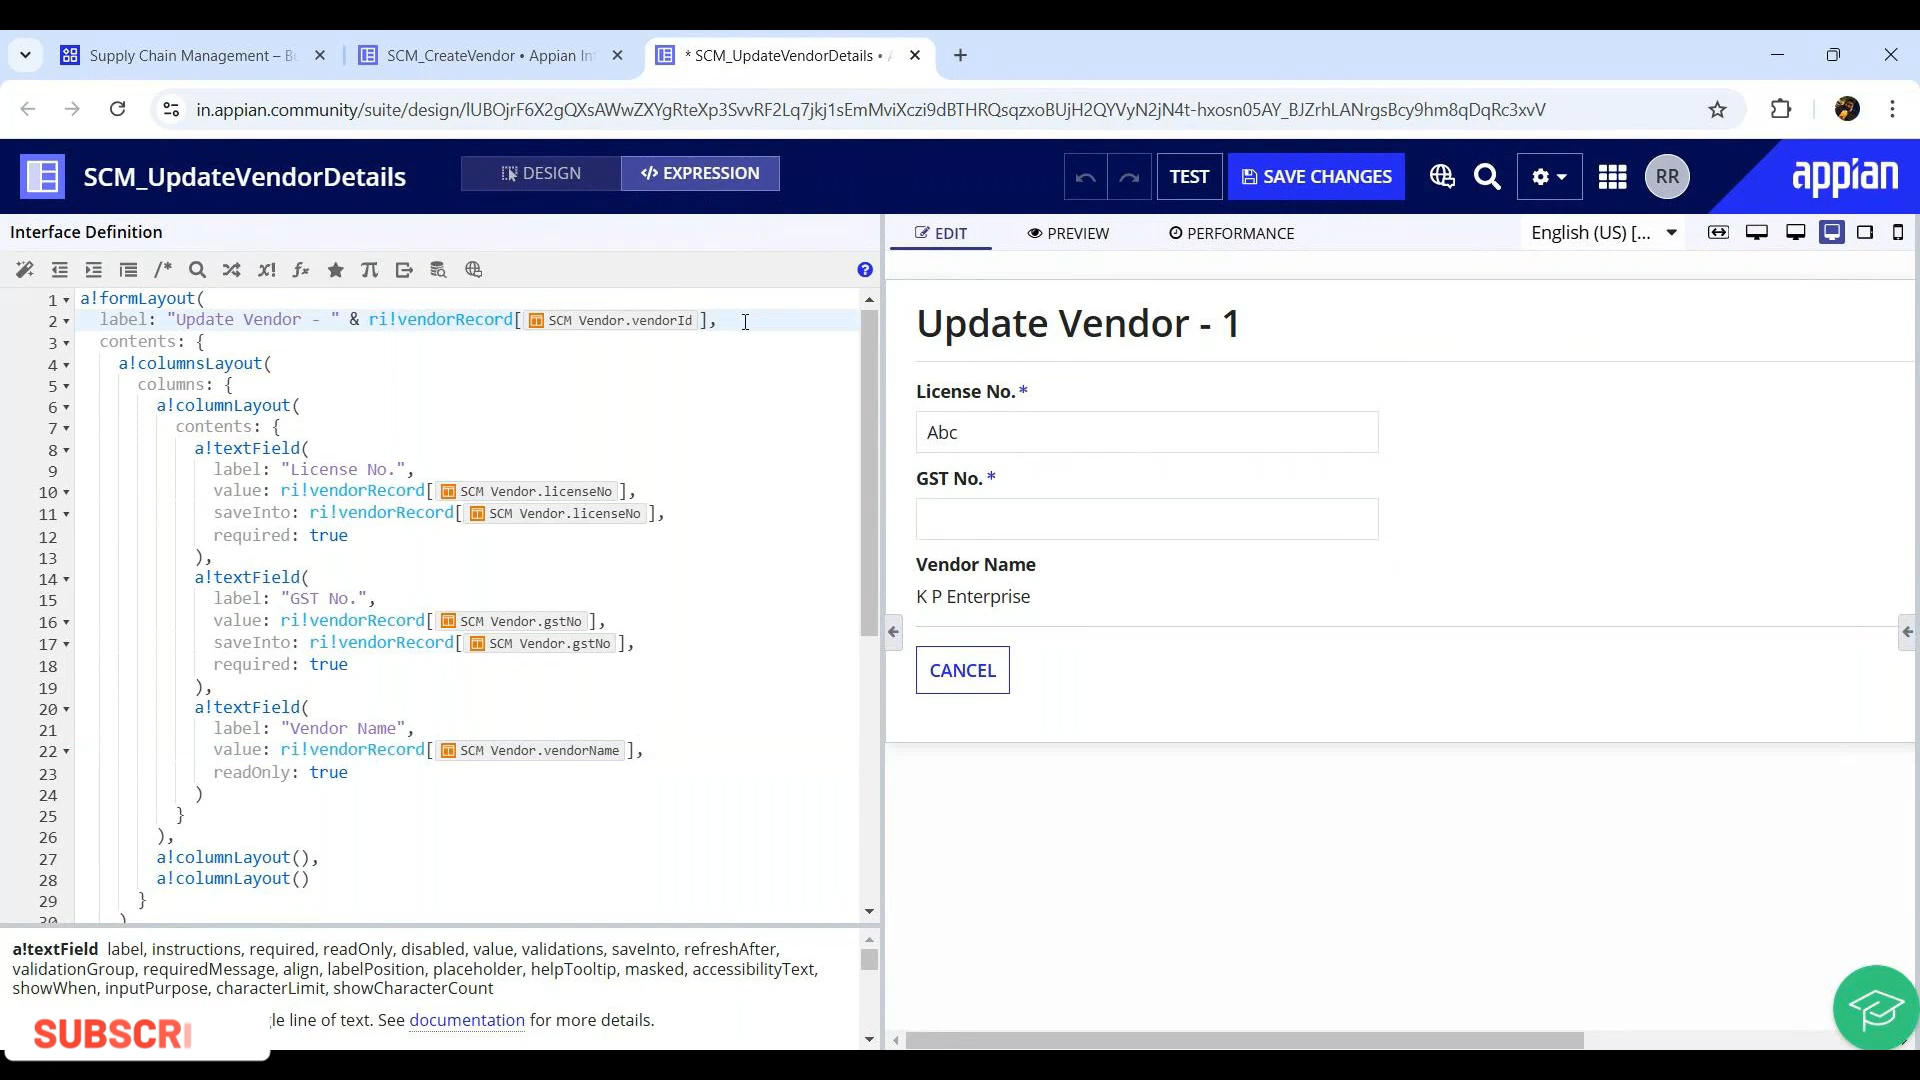 Supply Chain Management – Bu
SCM_CreateVendor • Appian In
* SCM_UpdateVendorDetails •
in.appian.community/suite/design/lUBOjrF6X2gQXsAWwZXYgRteXp3SvvRF2Lq7jkj1sEmMviXczi9dBTHRQsqzxoBUjH2QYVyN2jN4t-hxosn05AY_BJZrhLANrgsBcy9hm8qDqRc3xvV
SCM_UpdateVendorDetails
DESIGN
</> EXPRESSION
TEST
SAVE CHANGES
RR
appian
Interface Definition
EDIT
PREVIEW
PERFORMANCE
English (US) [...
1 a!formLayout(
2 label: "Update Vendor - " & ri!vendorRecord[ SCM Vendor.vendorId ],
3 contents: {
4 a!columnsLayout(
5 columns: {
6 a!columnLayout(
7 contents: {
8 a!textField(
9 label: "License No.",
10 value: ri!vendorRecord[ SCM Vendor.licenseNo ],
11 saveInto: ri!vendorRecord[ SCM Vendor.licenseNo ],
12 required: true
13 ),
14 a!textField(
15 label: "GST No.",
16 value: ri!vendorRecord[ SCM Vendor.gstNo ],
17 saveInto: ri!vendorRecord[ SCM Vendor.gstNo ],
18 required: true
19 ),
20 a!textField(
21 label: "Vendor Name",
22 value: ri!vendorRecord[ SCM Vendor.vendorName ],
23 readOnly: true
24 )
25 }
26 ),
27 a!columnLayout(),
28 a!columnLayout()
29 }
30 )
a!textField label, instructions, required, readOnly, disabled, value, validations, saveInto, refreshAfter,
validationGroup, requiredMessage, align, labelPosition, placeholder, helpTooltip, masked, accessibilityText,
showWhen, inputPurpose, characterLimit, showCharacterCount
gle line of text. See documentation for more details.
SUBSCRI
Update Vendor - 1
License No. *
Abc
GST No. *
Vendor Name
K P Enterprise
CANCEL